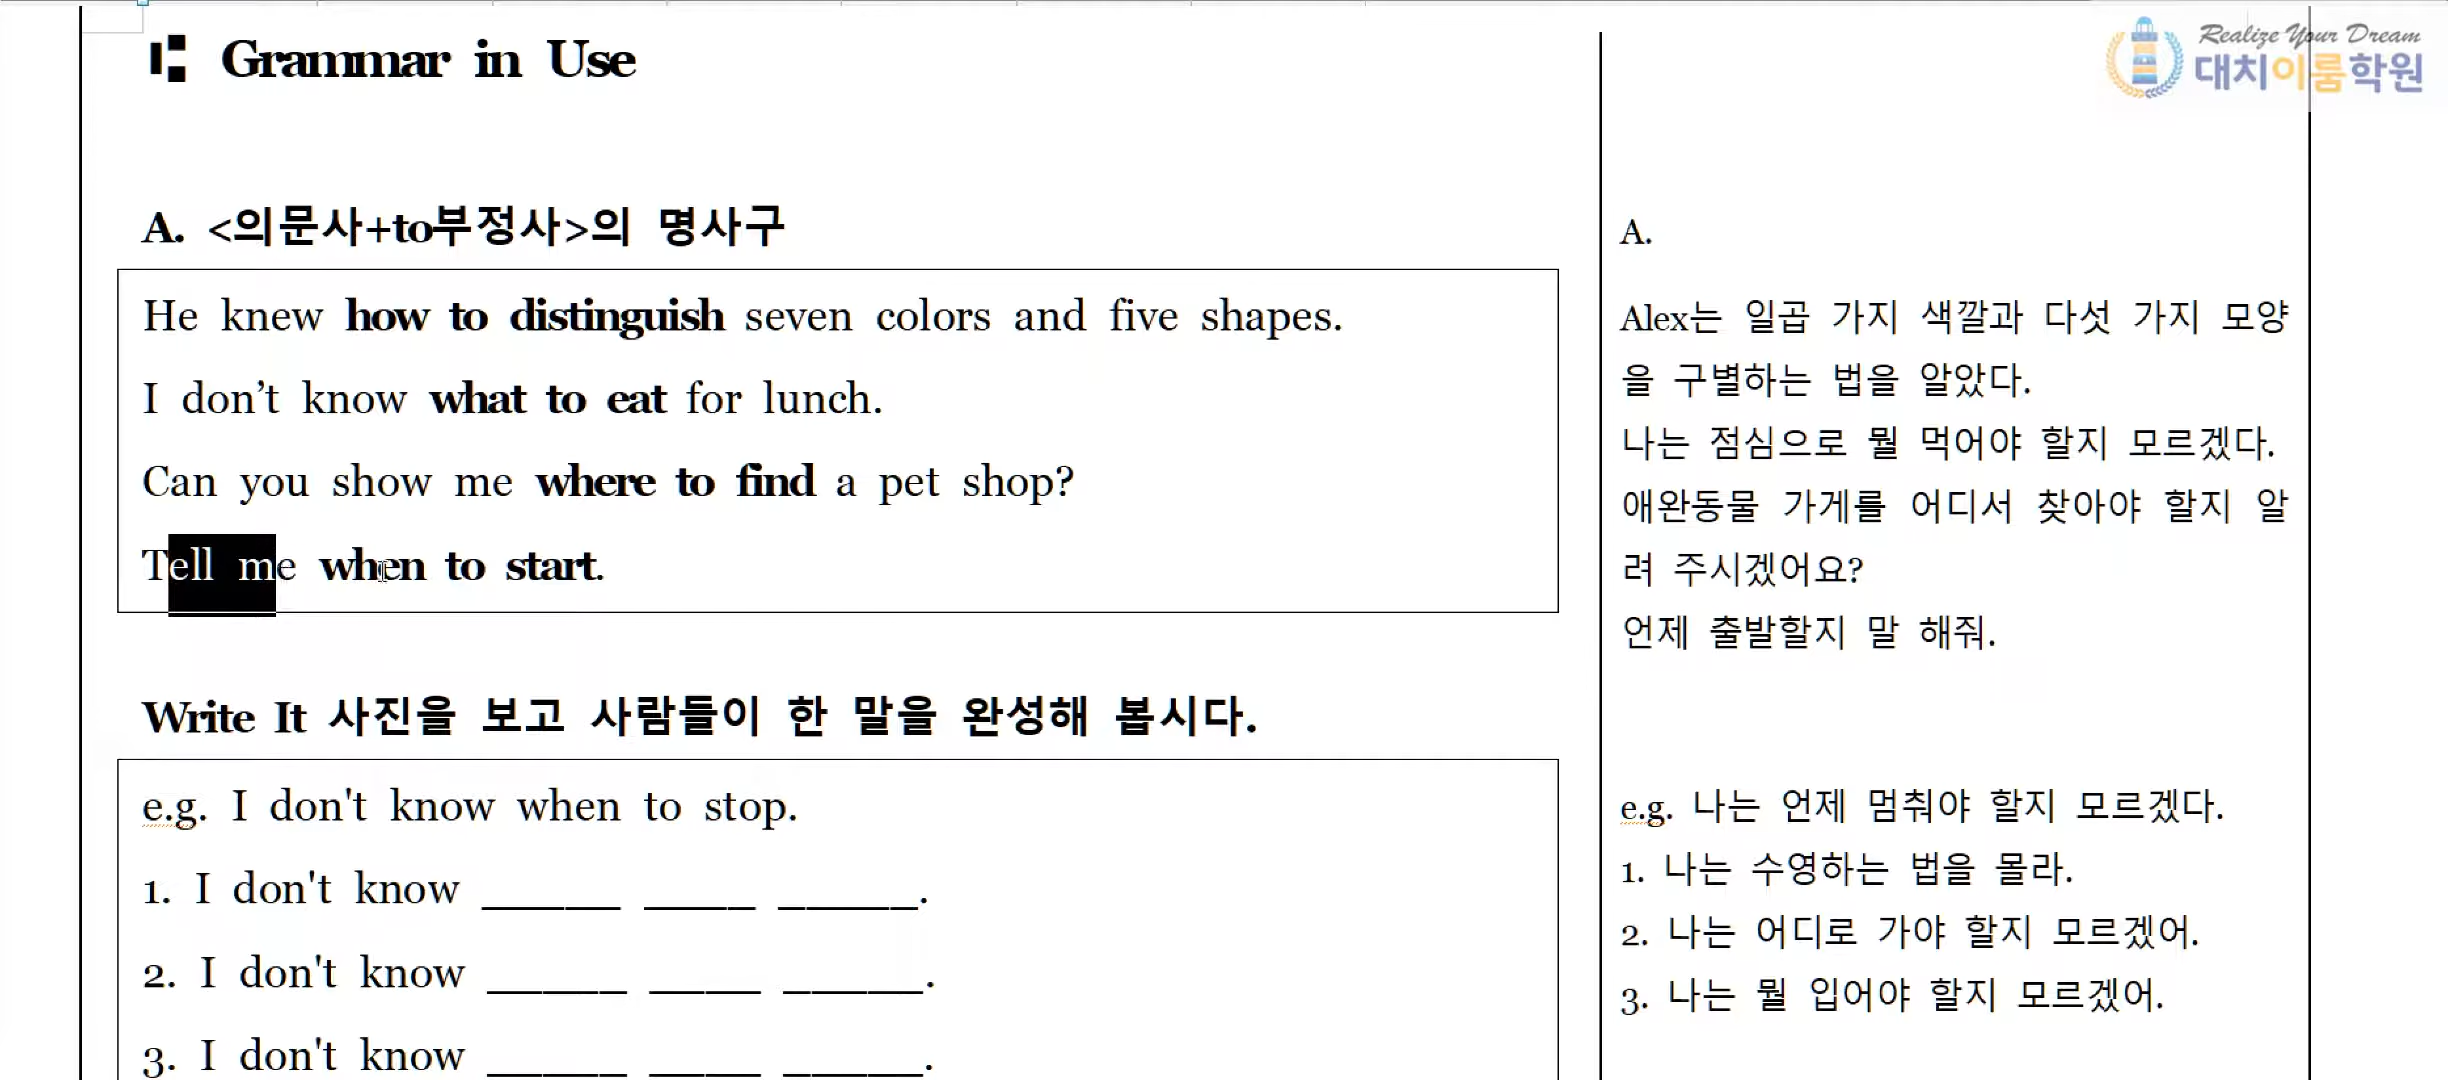 Grammar in Use
Realize Your Dream
대치이룸학원
A. <의문사+to부정사>의 명사구
He knew how to distinguish seven colors and five shapes.
I don’t know what to eat for lunch.
Can you show me where to find a pet shop?
Tell me when to start.
Write It 사진을 보고 사람들이 한 말을 완성해 봅시다.
e.g. I don't know when to stop.
1. I don't know _____ ____ _____.
2. I don't know _____ ____ _____.
3. I don't know _____ ____ _____.
A.
Alex는 일곱 가지 색깔과 다섯 가지 모양
을 구별하는 법을 알았다.
나는 점심으로 뭘 먹어야 할지 모르겠다.
애완동물 가게를 어디서 찾아야 할지 알
려 주시겠어요?
언제 출발할지 말 해줘.
e.g. 나는 언제 멈춰야 할지 모르겠다.
1. 나는 수영하는 법을 몰라.
2. 나는 어디로 가야 할지 모르겠어.
3. 나는 뭘 입어야 할지 모르겠어.